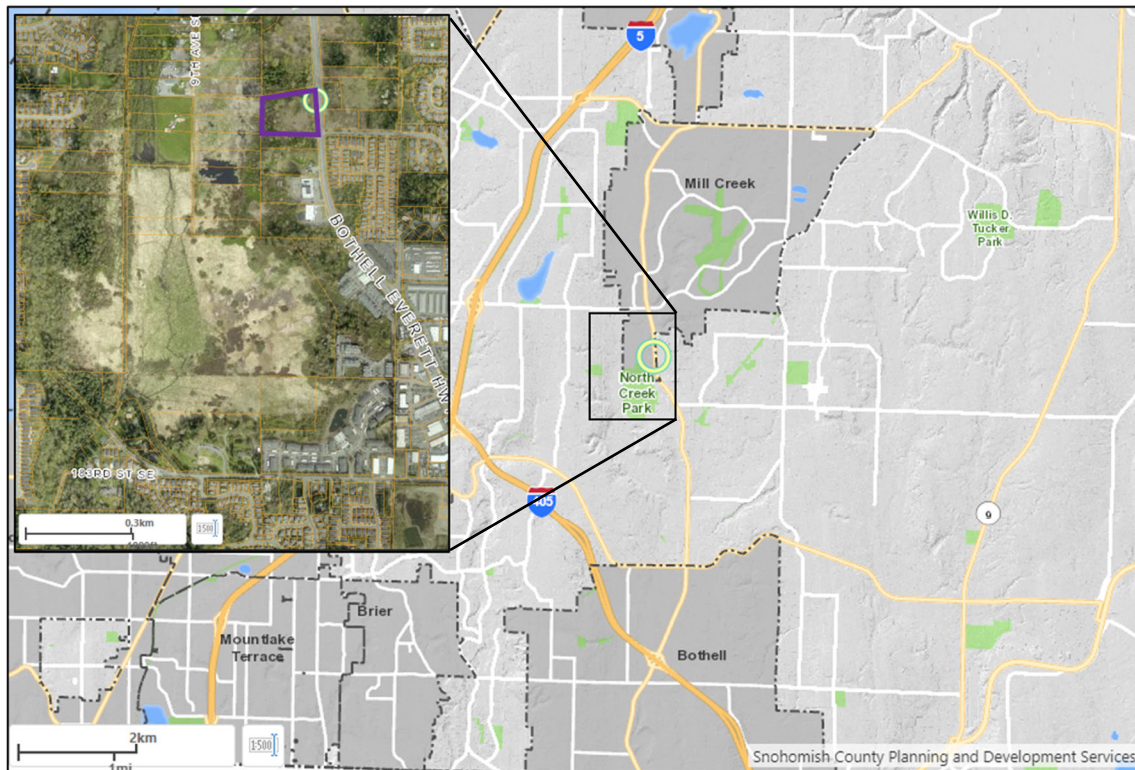 9TH AVE S
BOTHELL EVERETT HW
183RD ST SE
0.3km
5
Mill Creek
Willis D.
Tucker
Park
North
Creek
Park
405
9
Brier
Mountlake
Terrace
Bothell
2km
1mi
Snohomish County Planning and Development Services